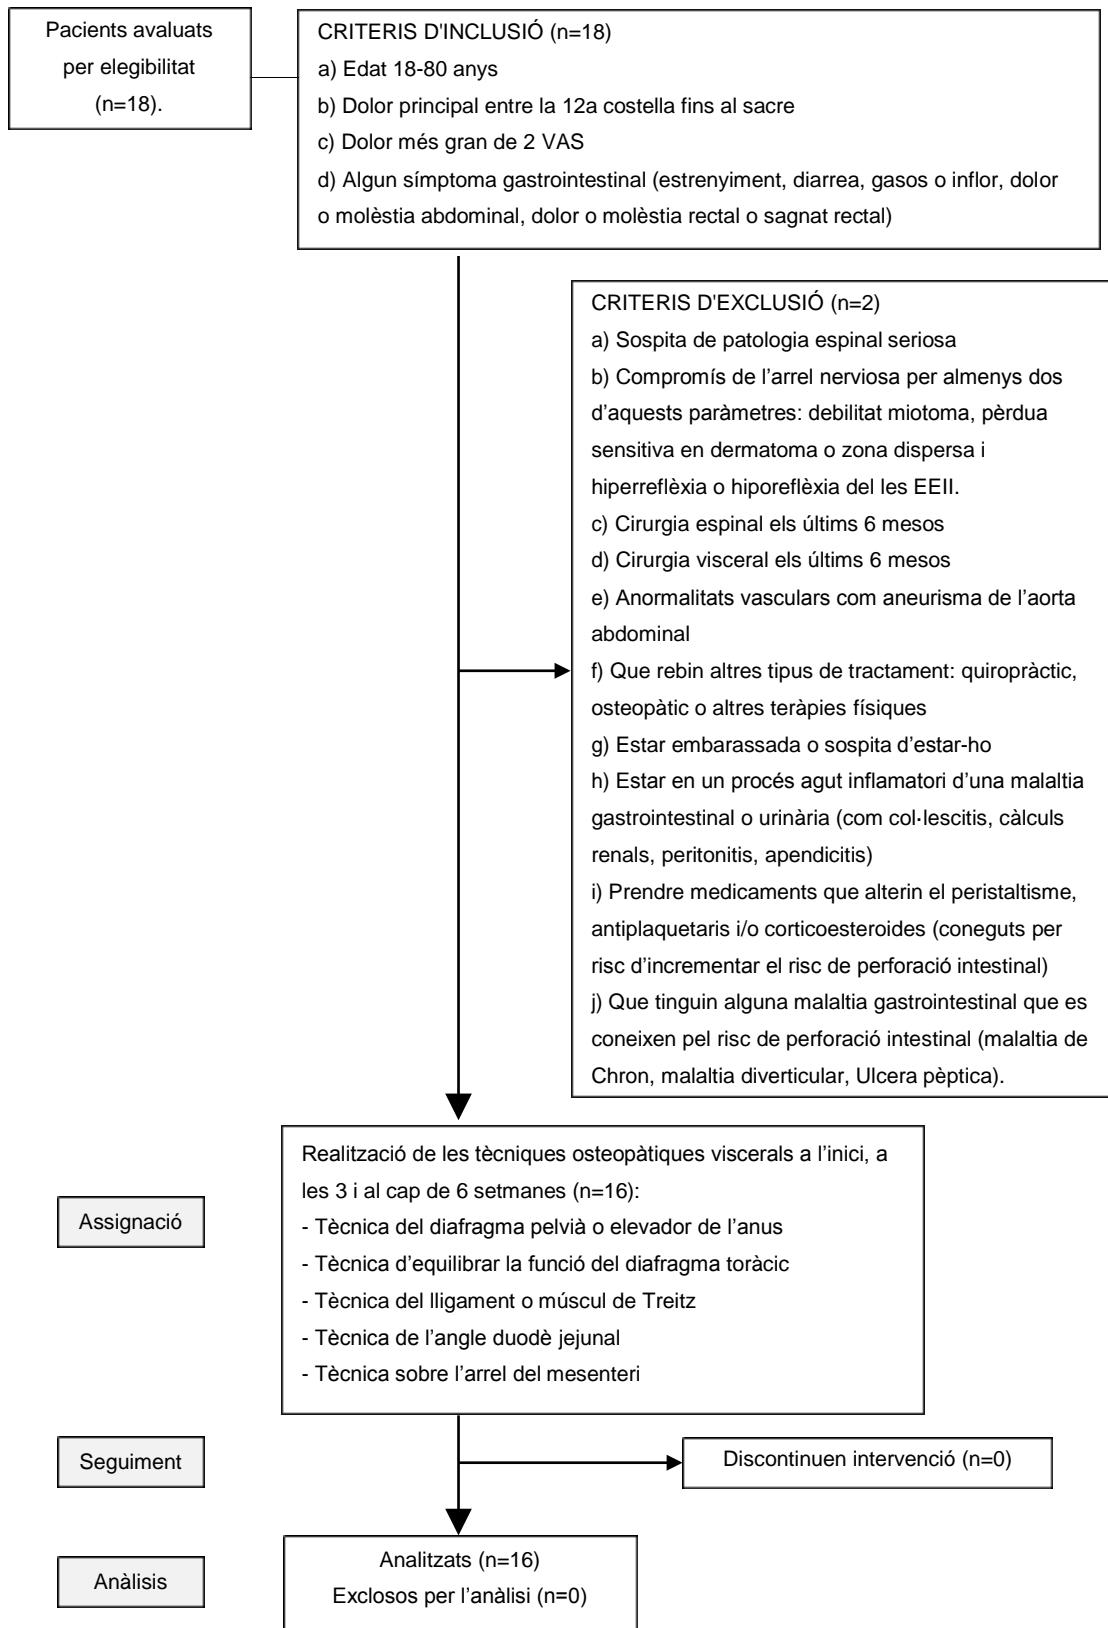 Pacients avaluats
per elegibilitat
(n=18).
CRITERIS D'INCLUSIÓ (n=18)
a) Edat 18-80 anys
b) Dolor principal entre la 12a costella fins al sacre
c) Dolor més gran de 2 VAS
d) Algun símptoma gastrointestinal (estrenyiment, diarrea, gasos o inflor, dolor
o molèstia abdominal, dolor o molèstia rectal o sagnat rectal)
CRITERIS D'EXCLUSIÓ (n=2)
a) Sospita de patologia espinal seriosa
b) Compromís de l’arrel nerviosa per almenys dos
d’aquests paràmetres: debilitat miotoma, pèrdua
sensitiva en dermatoma o zona dispersa i
hiperreflèxia o hiporeflèxia del les EEII.
c) Cirurgia espinal els últims 6 mesos
d) Cirurgia visceral els últims 6 mesos
e) Anormalitats vasculars com aneurisma de l’aorta
abdominal
f) Que rebin altres tipus de tractament: quiropràctic,
osteopàtic o altres teràpies físiques
g) Estar embarassada o sospita d’estar-ho
h) Estar en un procés agut inflamatori d’una malaltia
gastrointestinal o urinària (com col·lescitis, càlculs
renals, peritonitis, apendicitis)
i) Prendre medicaments que alterin el peristaltisme,
antiplaquetaris i/o corticoesteroides (coneguts per
risc d’incrementar el risc de perforació intestinal)
j) Que tinguin alguna malaltia gastrointestinal que es
coneixen pel risc de perforació intestinal (malaltia de
Chron, malaltia diverticular, Ulcera pèptica).
Assignació
Realització de les tècniques osteopàtiques viscerals a l’inici, a
les 3 i al cap de 6 setmanes (n=16):
- Tècnica del diafragma pelvià o elevador de l’anus
- Tècnica d’equilibrar la funció del diafragma toràcic
- Tècnica del lligament o múscul de Treitz
- Tècnica de l’angle duodè jejunal
- Tècnica sobre l’arrel del mesenteri
Seguiment
Discontinuen intervenció (n=0)
Anàlisis
Analitzats (n=16)
Exclosos per l’anàlisi (n=0)